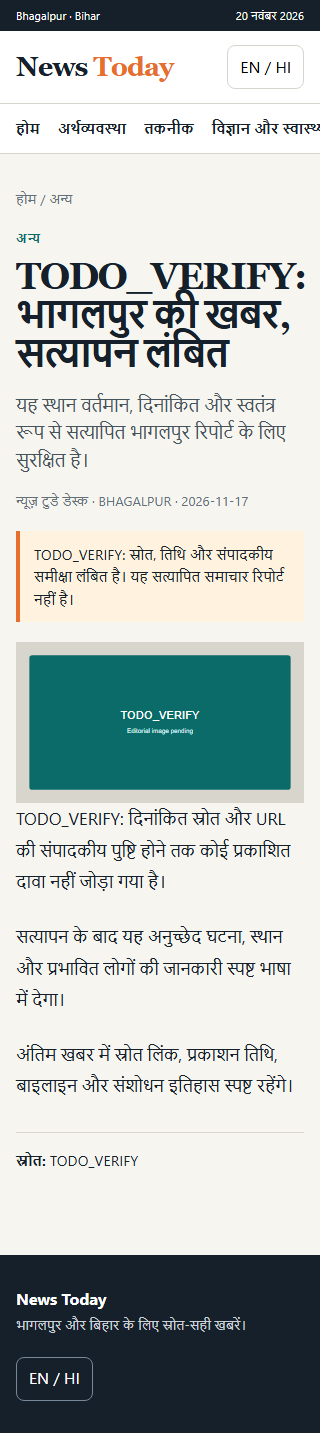 Bhagalpur · Bihar
20 नवंबर 2026
News Today
EN / HI
होम अर्थव्यवस्था तकनीक विज्ञान और स्वास्थ्य
होम / अन्य
अन्य
TODO_VERIFY:
भागलपुर की खबर,
सत्यापन लंबित
यह स्थान वर्तमान, दिनांकित और स्वतंत्र
रूप से सत्यापित भागलपुर रिपोर्ट के लिए
सुरक्षित है।
न्यूज़ टुडे डेस्क · BHAGALPUR · 2026-11-17
TODO_VERIFY: स्रोत, तिथि और संपादकीय
समीक्षा लंबित है। यह सत्यापित समाचार रिपोर्ट
नहीं है।
TODO_VERIFY
Editorial image pending
TODO_VERIFY: दिनांकित स्रोत और URL
की संपादकीय पुष्टि होने तक कोई प्रकाशित
दावा नहीं जोड़ा गया है।
सत्यापन के बाद यह अनुच्छेद घटना, स्थान
और प्रभावित लोगों की जानकारी स्पष्ट भाषा
में देगा।
अंतिम खबर में स्रोत लिंक, प्रकाशन तिथि,
बाइलाइन और संशोधन इतिहास स्पष्ट रहेंगे।
स्रोत: TODO_VERIFY
News Today
भागलपुर और बिहार के लिए स्रोत-सही खबरें।
EN / HI